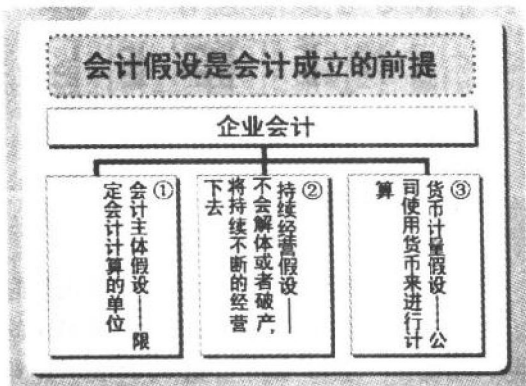 会计假设是会计成立的前提
企业会计
①
会计主体假设——限
定会计计算的单位
②
持续经营假设——
不会解体或者破产，
将持续不断的经营
下去
③
货币计量假设——公
司使用货币来进行计
算